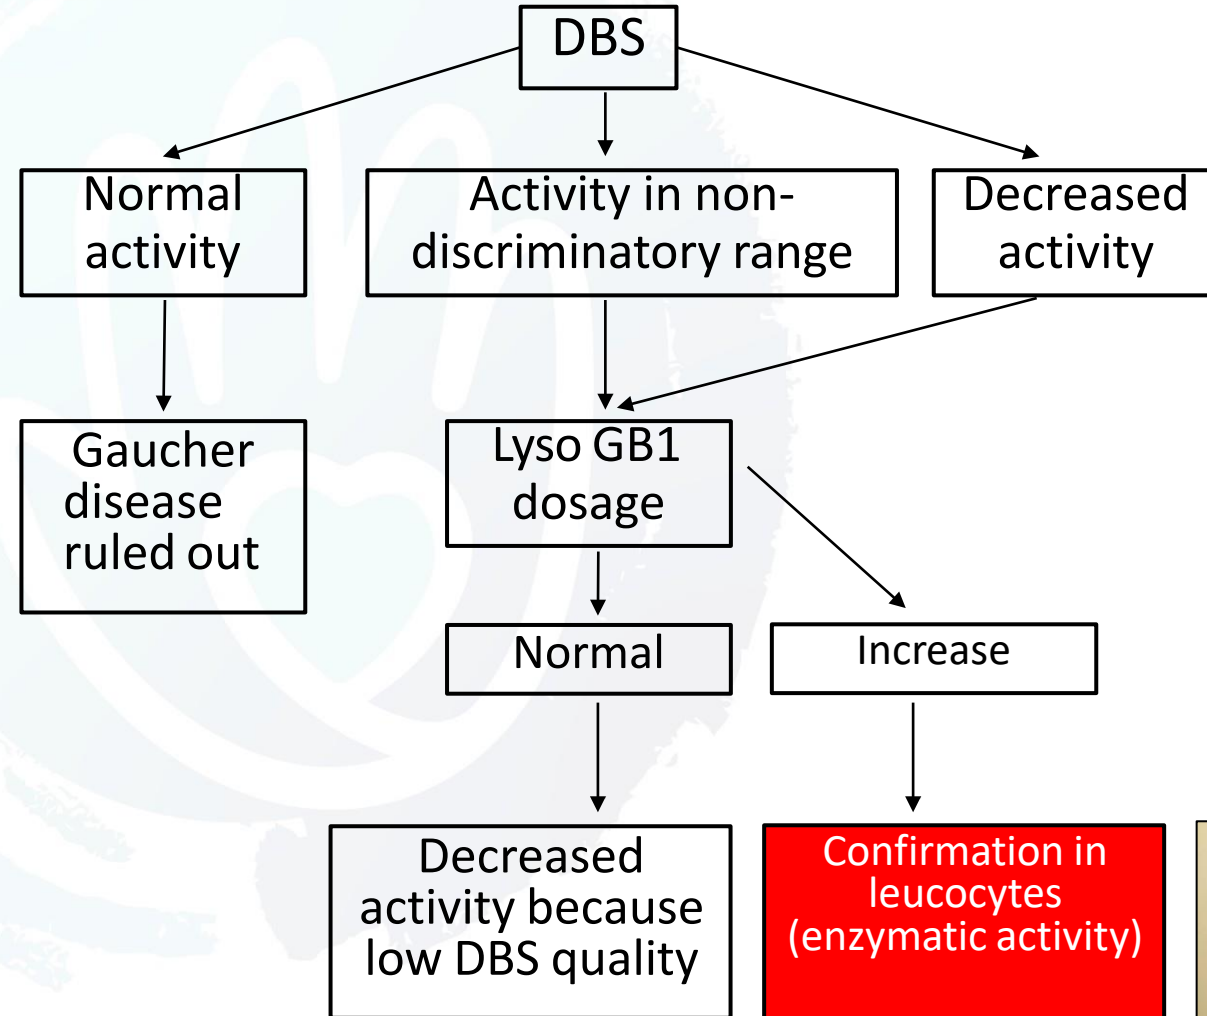 DBS
Normal
activity
Activity in non-
discriminatory range
Decreased
activity
Gaucher
disease
ruled out
Lyso GB1
dosage
Normal
Increase
Decreased
activity because
low DBS quality
Confirmation in
leucocytes
(enzymatic activity)